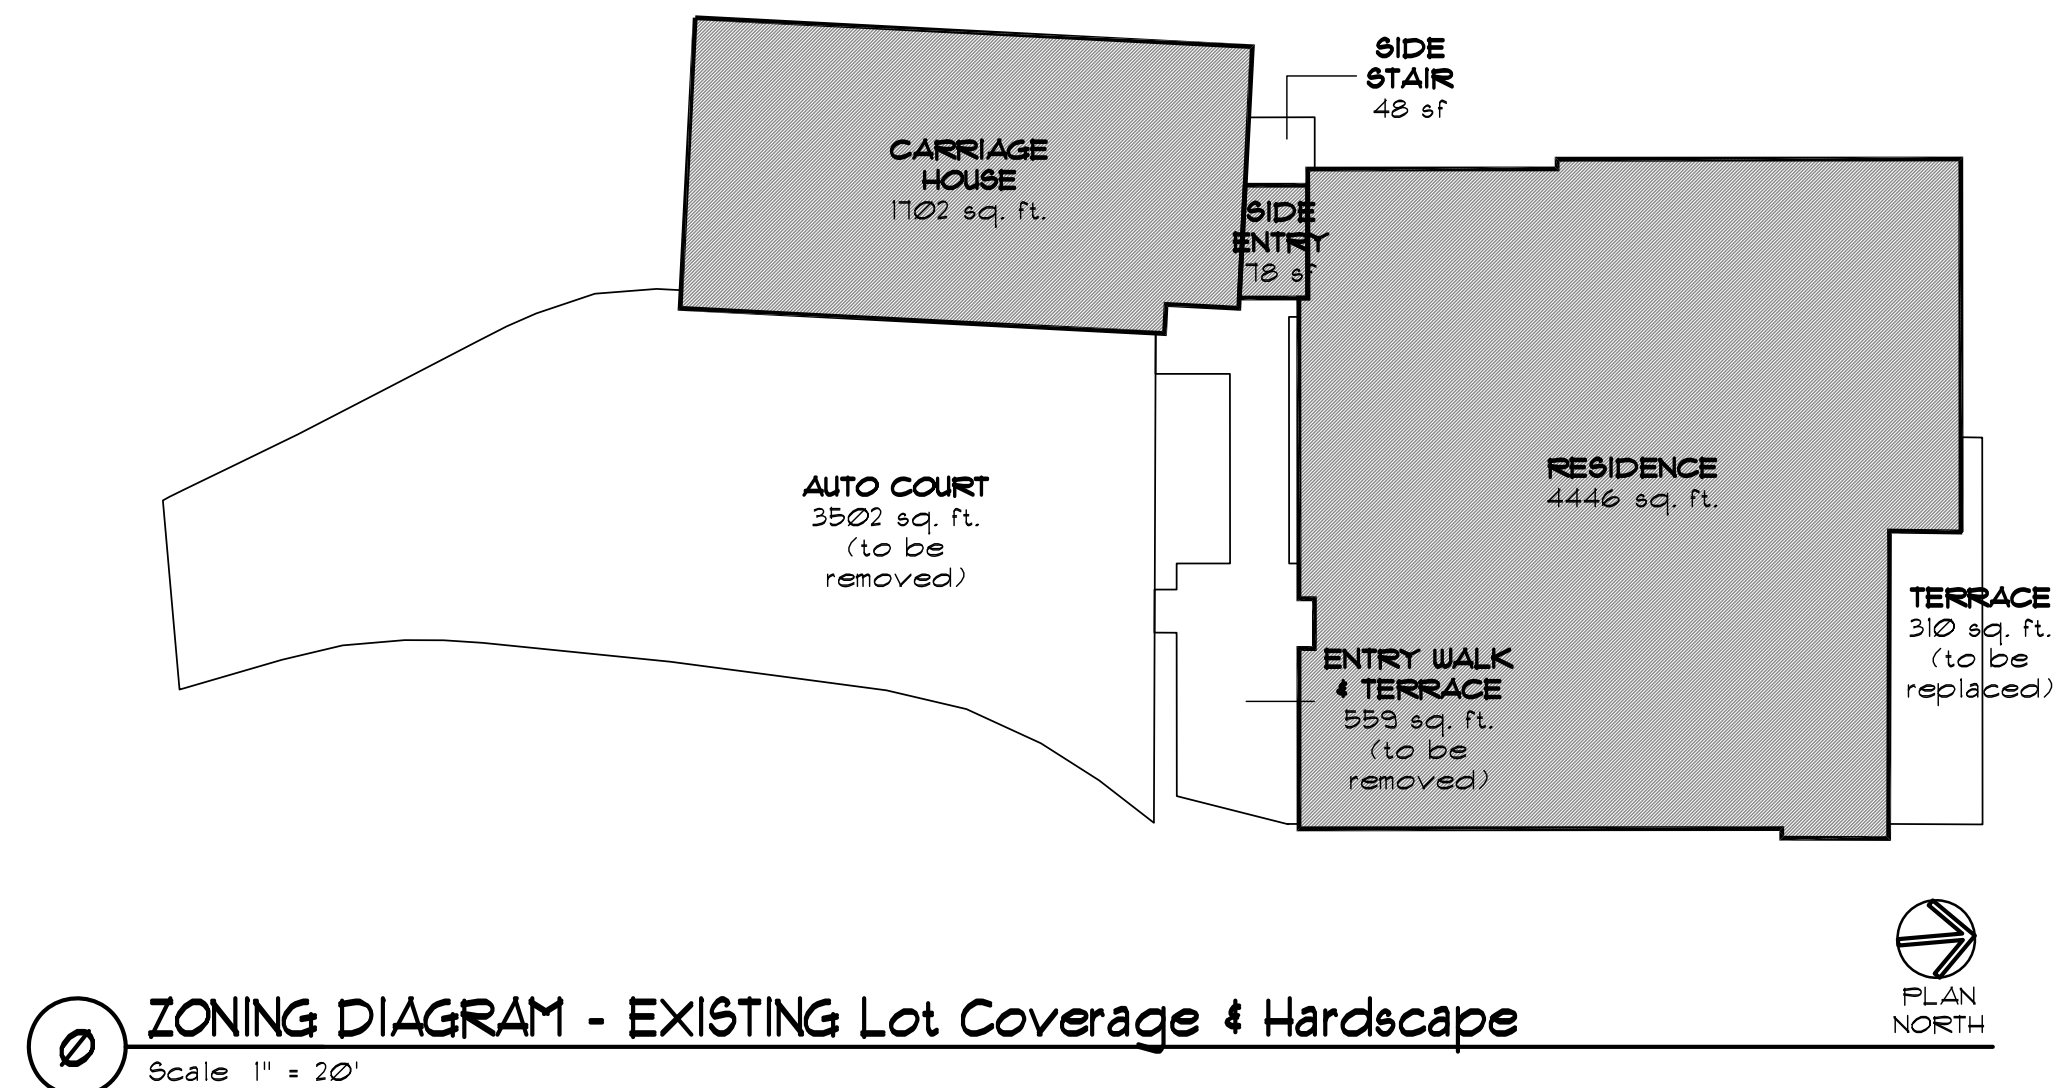 SIDE
STAIR
48 sf
CARRIAGE
HOUSE
1702 sq. ft.
SIDE
ENTRY
78 sf
RESIDENCE
4446 sq. ft.
AUTO COURT
3502 sq. ft.
(to be
removed)
TERRACE
310 sq. ft.
(to be
replaced)
ENTRY WALK
& TERRACE
559 sq. ft.
(to be
removed)
PLAN
NORTH
0
ZONING DIAGRAM - EXISTING Lot Coverage & Hardscape
Scale 1" = 20'